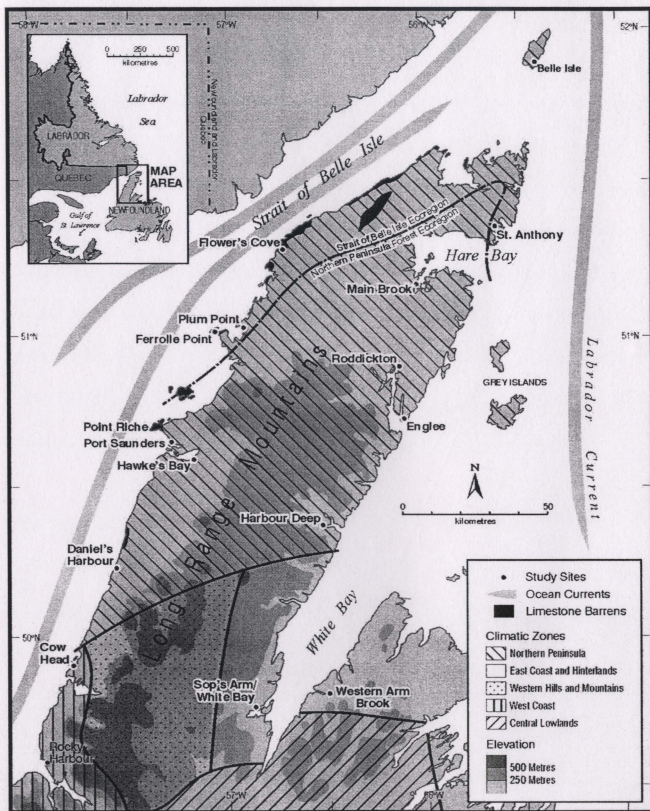 58°W
57°W
56°W
52°N
0 250 500
kilometres
Labrador
Sea
LABRADOR
QUEBEC
MAP
AREA
NEWFOUNDLAND
Gulf of
St. Lawrence
Newfoundland and Labrador
Quebec
Belle Isle
Strait of Belle Isle
Flower's Cove
Strait of Belle Isle Ecoregion
Northern Peninsula Forest Ecoregion
St. Anthony
Hare Bay
Main Brook
Plum Point
Ferrolle Point
51°N
51°N
Roddickton
GREY ISLANDS
Labrador Current
Long Range Mountains
Point Riche
Port Saunders
Hawke's Bay
Englee
N
0 50
kilometres
Harbour Deep
Daniel's
Harbour
White Bay
50°N
Cow
Head
Sop's Arm/
White Bay
Western Arm
Brook
Rocky
Harbour
57°W
56°W
Study Sites
Ocean Currents
Limestone Barrens
Climatic Zones
Northern Peninsula
East Coast and Hinterlands
Western Hills and Mountains
West Coast
Central Lowlands
Elevation
500 Metres
250 Metres